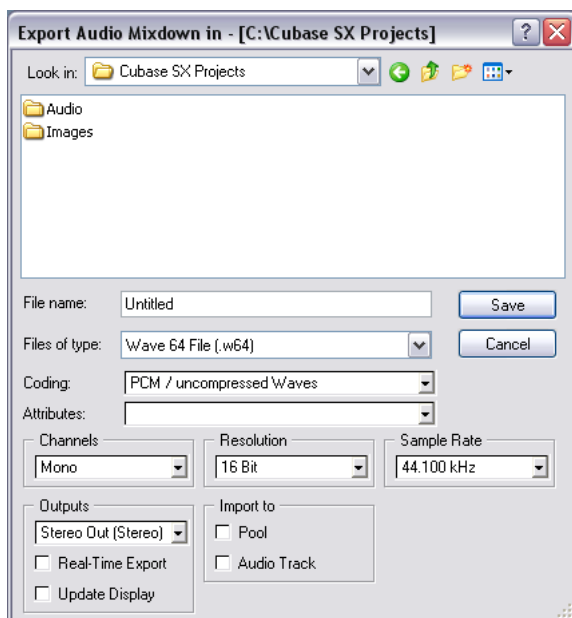 Export Audio Mixdown in - [C:\Cubase SX Projects]
Look in: Cubase SX Projects
Audio
Images
File name: Untitled Save
Files of type: Wave 64 File (.w64) Cancel
Coding: PCM / uncompressed Waves
Attributes:
Channels Resolution Sample Rate
Mono 16 Bit 44.100 kHz
Outputs Import to
Stereo Out (Stereo) Pool
Real-Time Export Audio Track
Update Display